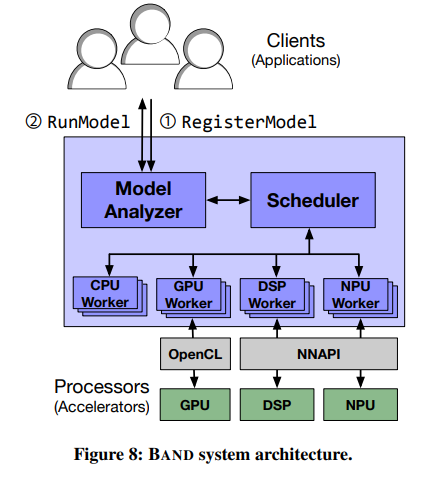 Clients
(Applications)
② RunModel
① RegisterModel
Model
Analyzer
Scheduler
CPU
Worker
GPU
Worker
DSP
Worker
NPU
Worker
OpenCL
NNAPI
Processors
(Accelerators)
GPU
DSP
NPU
Figure 8: BAND system architecture.